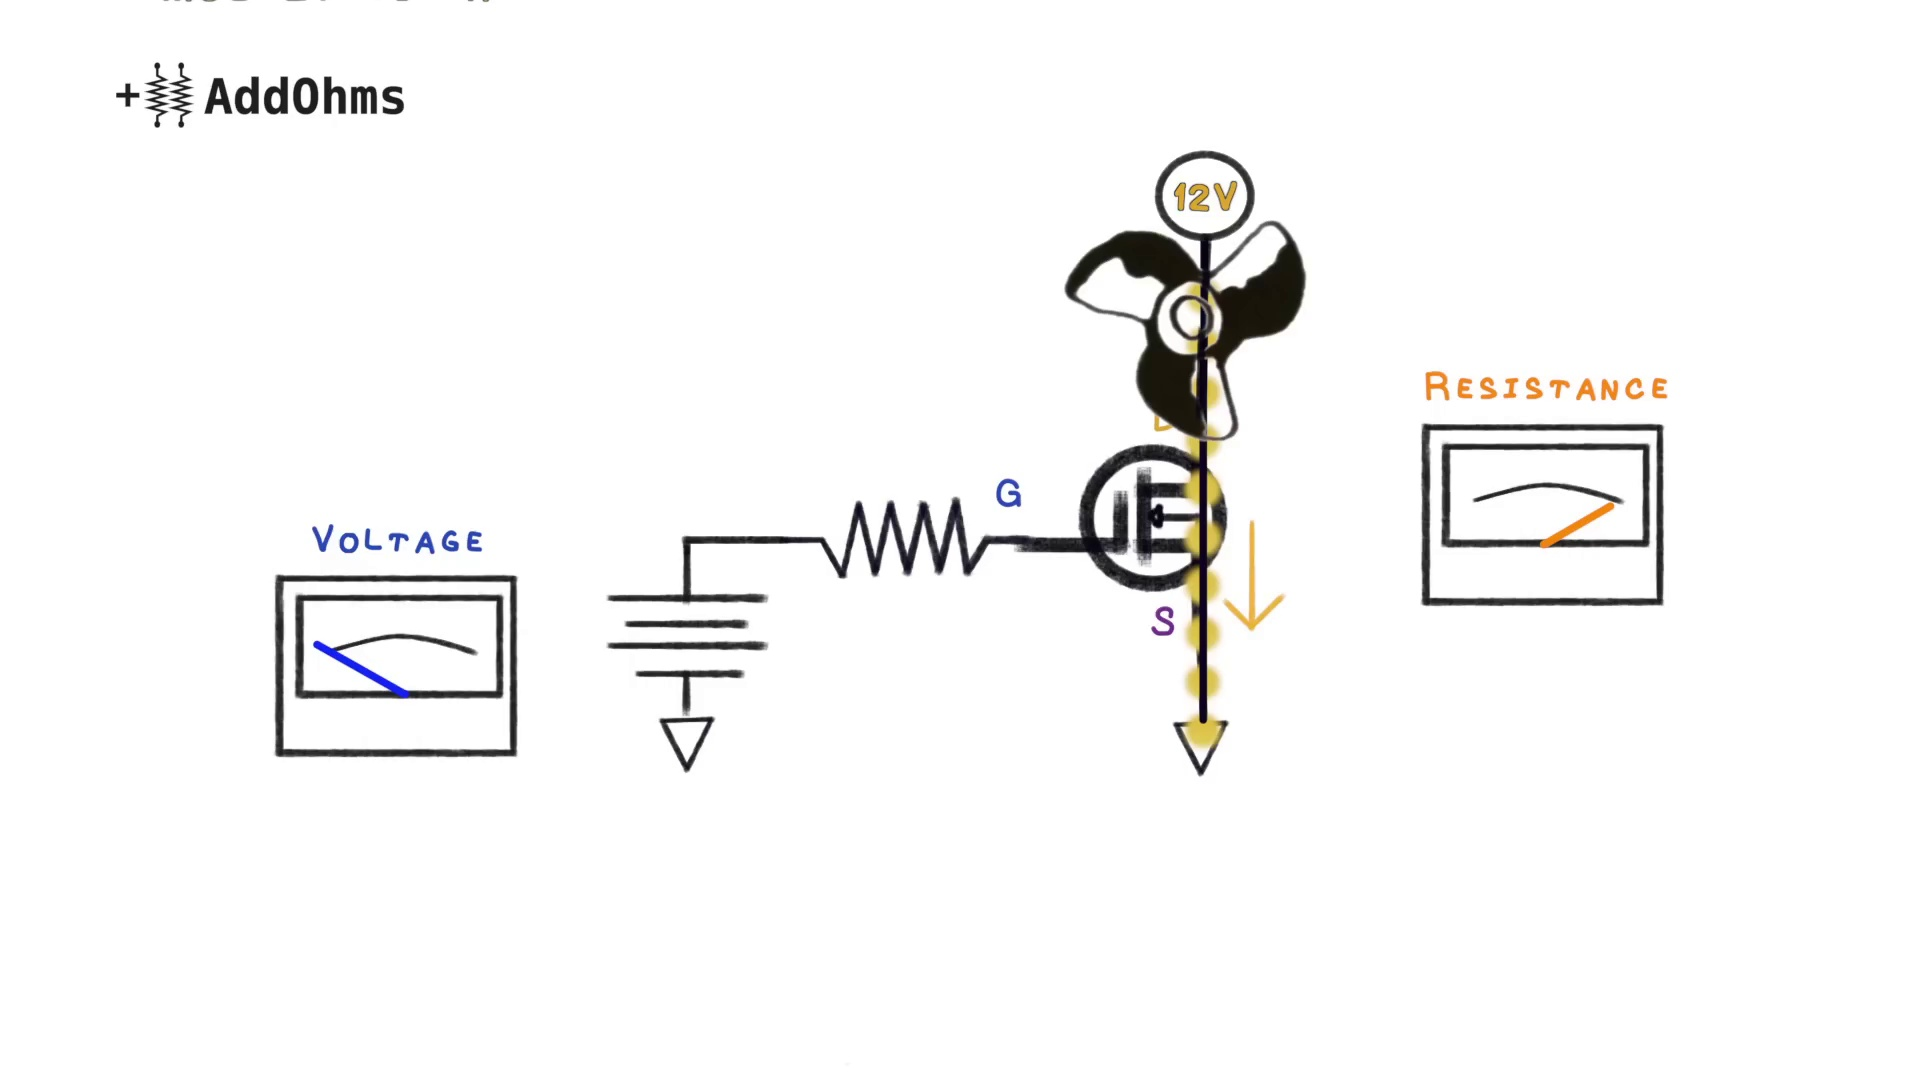 + AddOhms
12V
RESISTANCE
G
VOLTAGE
S